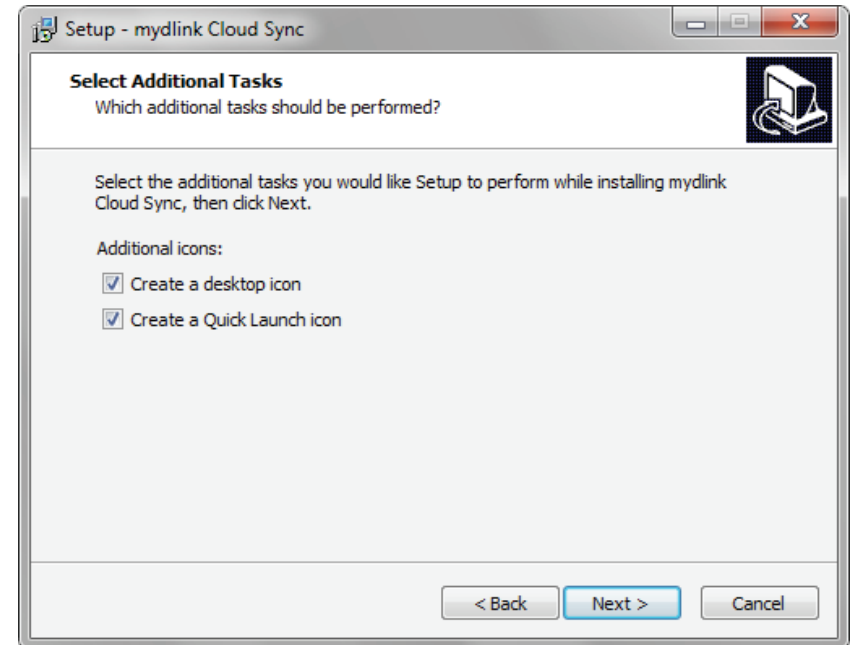 Setup - mydlink Cloud Sync
Select Additional Tasks
Which additional tasks should be performed?
Select the additional tasks you would like Setup to perform while installing mydlink
Cloud Sync, then click Next.
Additional icons:
Create a desktop icon
Create a Quick Launch icon
< Back Next > Cancel